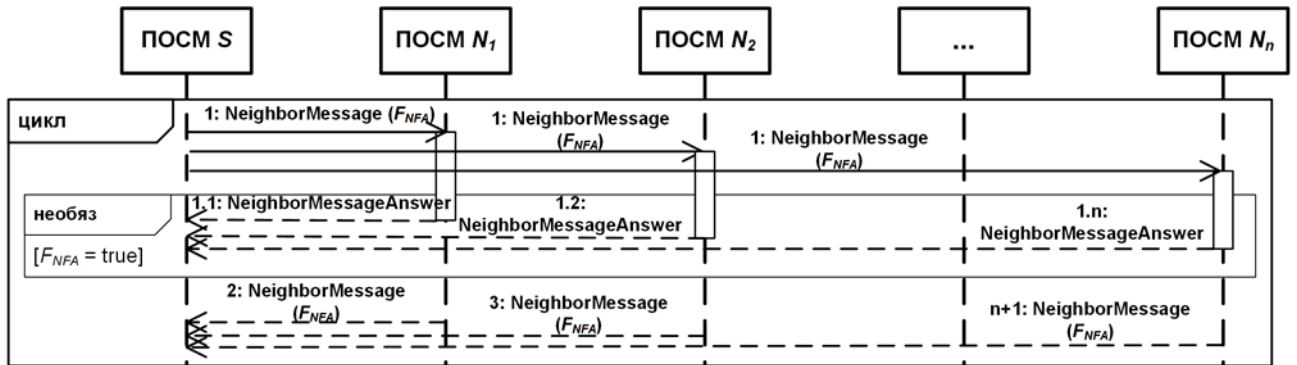 ПОСМ S
ПОСМ N1
ПОСМ N2
...
ПОСМ Nn
цикл
1: NeighborMessage (FNFA)
1: NeighborMessage
(FNFA)
1: NeighborMessage
(FNFA)
необяз
[FNFA = true]
1.1: NeighborMessageAnswer
1.2:
NeighborMessageAnswer
1.n:
NeighborMessageAnswer
2: NeighborMessage
(FNFA)
3: NeighborMessage
(FNFA)
n+1: NeighborMessage
(FNFA)